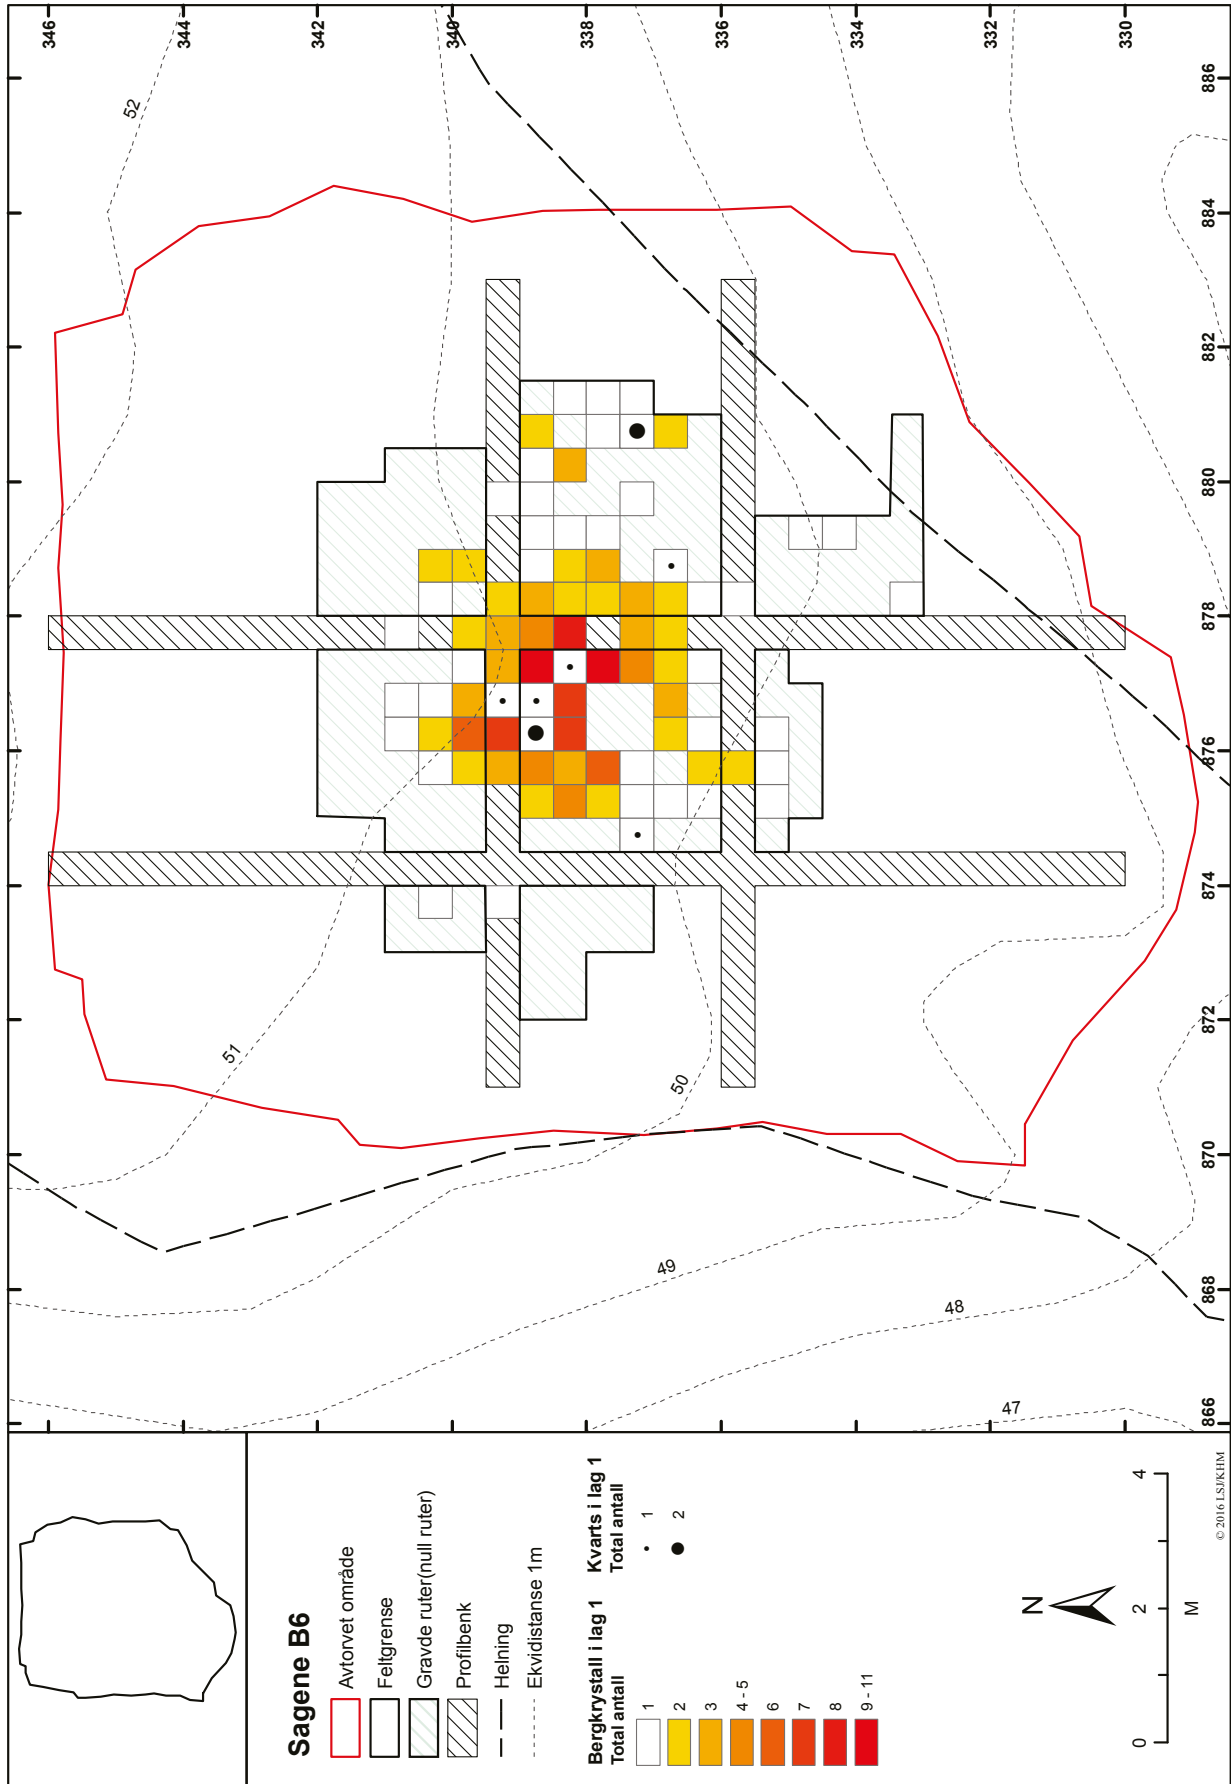 Sagene B6
Avtorvet område
Feltgrense
Gravde ruter(null ruter)
Profilbenk
Helning
Ekvidistanse 1m
Bergkrystall i lag 1
Total antall
1
2
3
4 - 5
6
7
8
9 - 11
Kvarts i lag 1
Total antall
1
2
N
0 2 4
M
© 2016 LSJ/KHM
346
344
342
340
338
336
334
332
330
866 868 870 872 874 876 878 880 882 884 886
52
51
50
49
48
47